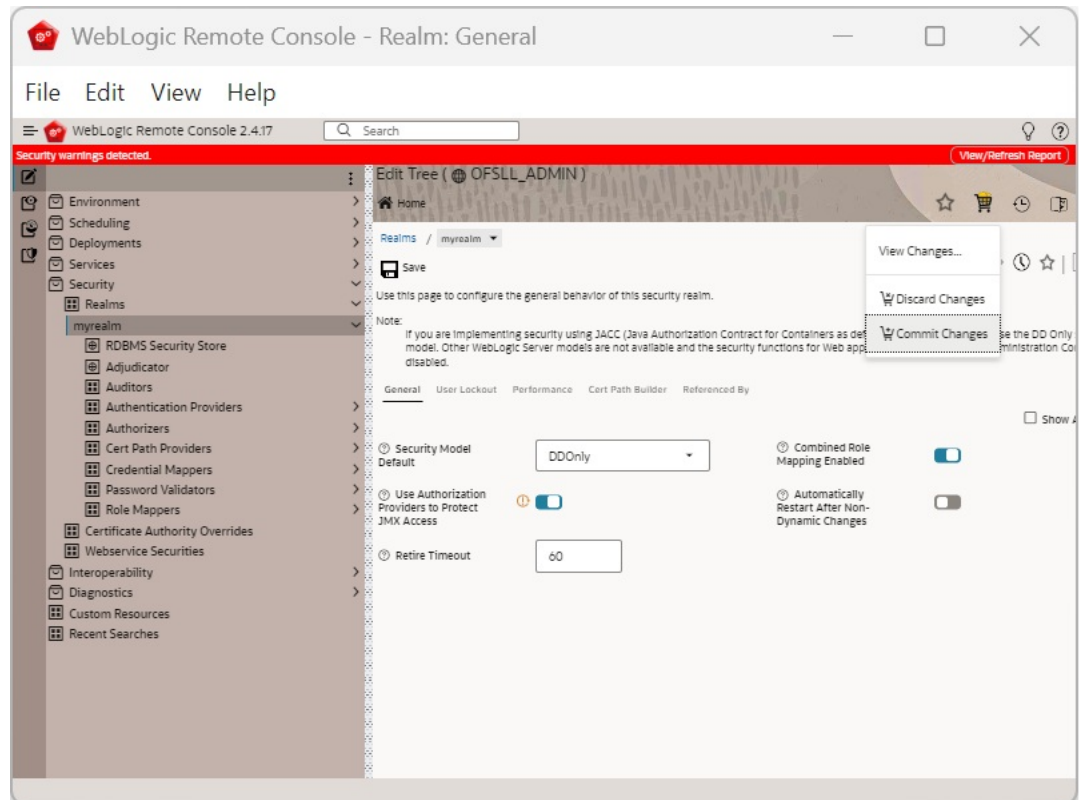 WebLogic Remote Console - Realm: General
File Edit View Help
WebLogic Remote Console 2.4.17
Search
Security warnings detected.
View/Refresh Report
Edit Tree ( OFSLL_ADMIN )
Home
Environment
Scheduling
Deployments
Services
Security
Realms
myrealm
RDBMS Security Store
Adjudicator
Auditors
Authentication Providers
Authorizers
Cert Path Providers
Credential Mappers
Password Validators
Role Mappers
Certificate Authority Overrides
Webservice Securities
Interoperability
Diagnostics
Custom Resources
Recent Searches
Realms / myrealm
Save
View Changes...
Discard Changes
Commit Changes
Use this page to configure the general behavior of this security realm.
Note:
If you are implementing security using JACC (Java Authorization Contract for Containers as def
se the DD Only
model. Other WebLogic Server models are not available and the security functions for Web app
ministration Co
disabled.
General User Lockout Performance Cert Path Builder Referenced By
Show
Security Model
Default
DDOnly
Combined Role
Mapping Enabled
Use Authorization
Providers to Protect
JMX Access
Automatically
Restart After Non-
Dynamic Changes
Retire Timeout
60